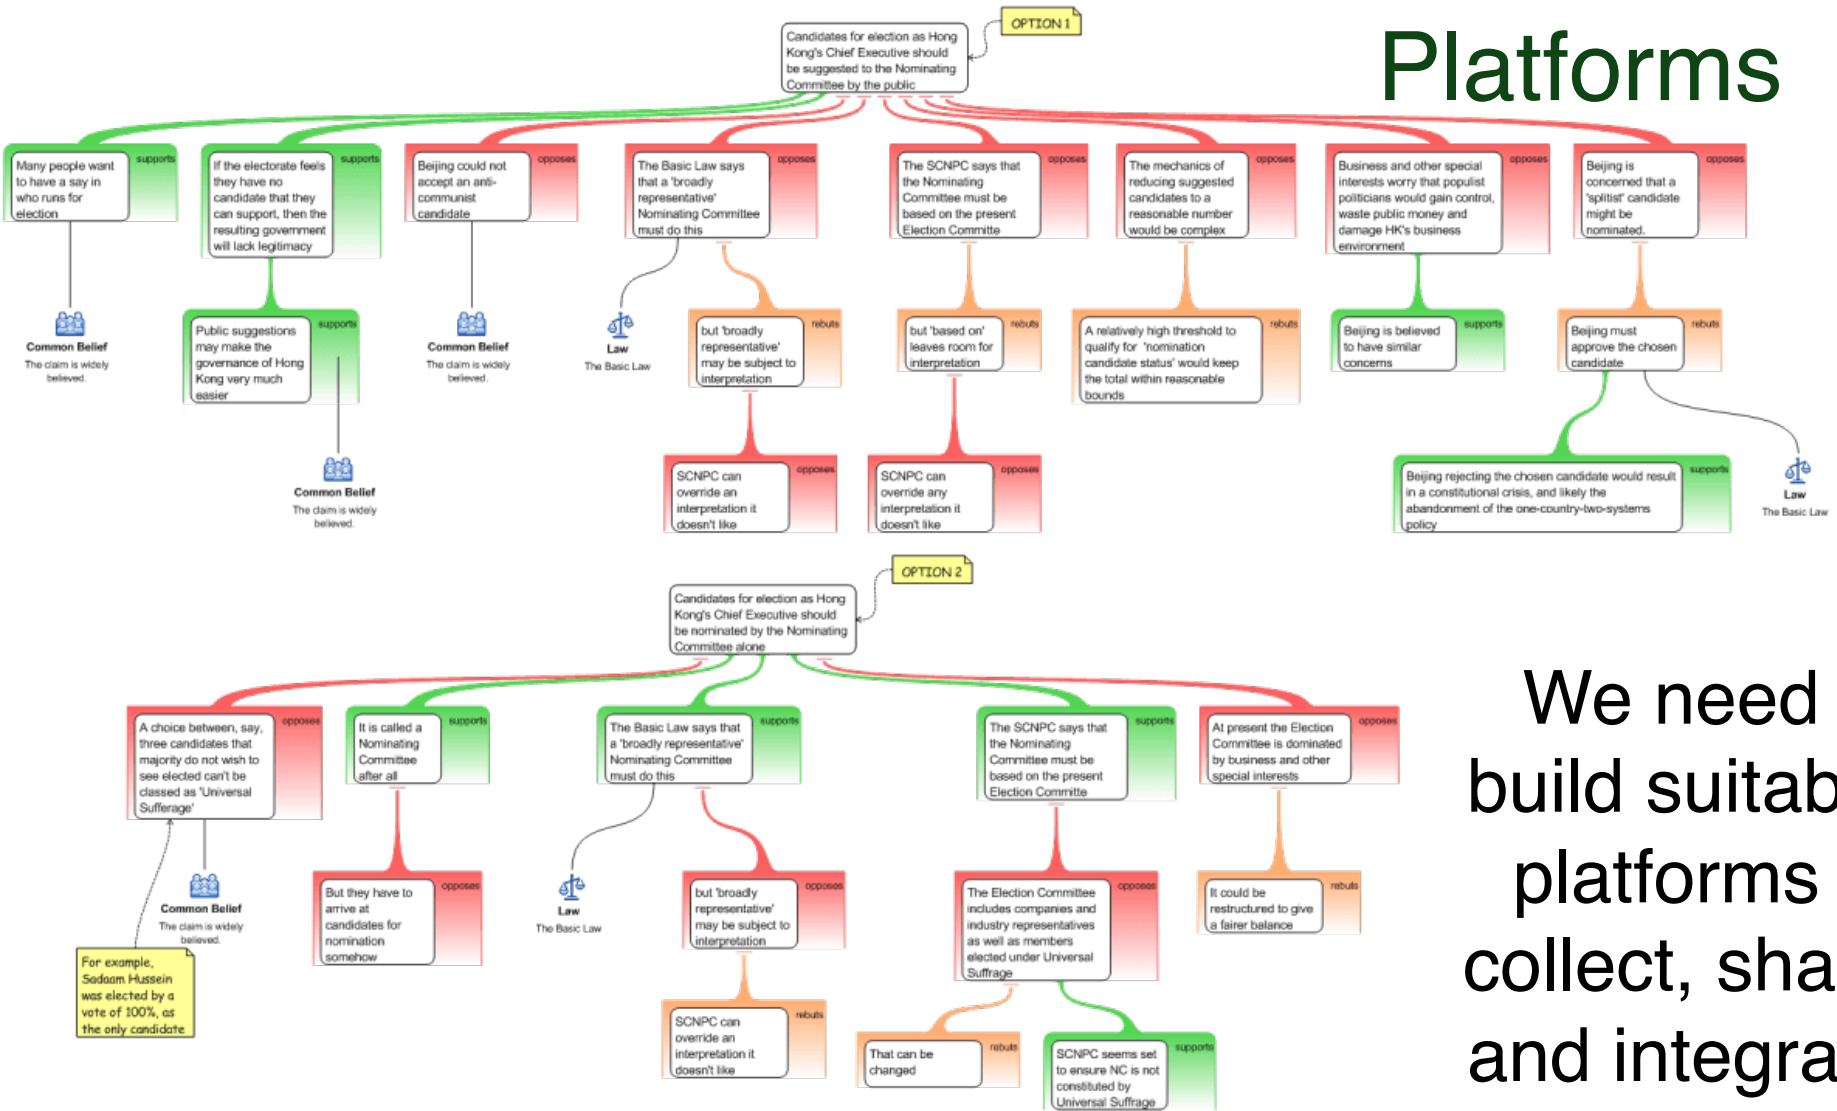 OPTION 1
Candidates for election as Hong
Kong's Chief Executive should
be suggested to the Nominating
Committee by the public
Platforms
supports
Many people want
to have a say in
who runs for
election
supports
If the electorate feels
they have no
candidate that they
can support, then the
resulting government
will lack legitimacy
opposes
Beijing could not
accept an anti-
communist
candidate
opposes
The Basic Law says
that a 'broadly
representative'
Nominating Committee
must do this
opposes
The SCNPC says that
the Nominating
Committee must be
based on the present
Election Committe
opposes
The mechanics of
reducing suggested
candidates to a
reasonable number
would be complex
opposes
Business and other special
interests worry that populist
politicians would gain control,
waste public money and
damage HK's business
environment
opposes
Beijing is
concerned that a
'splitist' candidate
might be
nominated.
Common Belief
The claim is widely
believed.
supports
Public suggestions
may make the
governance of Hong
Kong very much
easier
Common Belief
The claim is widely
believed.
Law
The Basic Law
rebuts
but 'broadly
representative'
may be subject to
interpretation
rebuts
but 'based on'
leaves room for
interpretation
rebuts
A relatively high threshold to
qualify for 'nomination
candidate status' would keep
the total within reasonable
bounds
supports
Beijing is believed
to have similar
concerns
rebuts
Beijing must
approve the chosen
candidate
Common Belief
The claim is widely
believed.
opposes
SCNPC can
override an
interpretation it
doesn't like
opposes
SCNPC can
override any
interpretation it
doesn't like
supports
Beijing rejecting the chosen candidate would result
in a constitutional crisis, and likely the
abandonment of the one-country-two-systems
policy
Law
The Basic Law
OPTION 2
Candidates for election as Hong
Kong's Chief Executive should
be nominated by the Nominating
Committee alone
opposes
A choice between, say,
three candidates that
majority do not wish to
see elected can't be
classed as 'Universal
Sufferage'
supports
It is called a
Nominating
Committee
after all
supports
The Basic Law says that
a 'broadly representative'
Nominating Committee
must do this
supports
The SCNPC says that
the Nominating
Committee must be
based on the present
Election Committe
opposes
At present the Election
Committee is dominated
by business and other
special interests
Common Belief
The claim is widely
believed.
For example,
Sadaam Hussein
was elected by a
vote of 100%, as
the only candidate
opposes
But they have to
arrive at
candidates for
nomination
somehow
Law
The Basic Law
opposes
but 'broadly
representative'
may be subject to
interpretation
opposes
The Election Committee
includes companies and
industry representatives
as well as members
elected under Universal
Suffrage
rebuts
It could be
restructured to give
a fairer balance
rebuts
SCNPC can
override an
interpretation it
doesn't like
rebuts
That can be
changed
supports
SCNPC seems set
to ensure NC is not
constituted by
Universal Suffrage
We need
build suitab
platforms
collect, sha
and integra